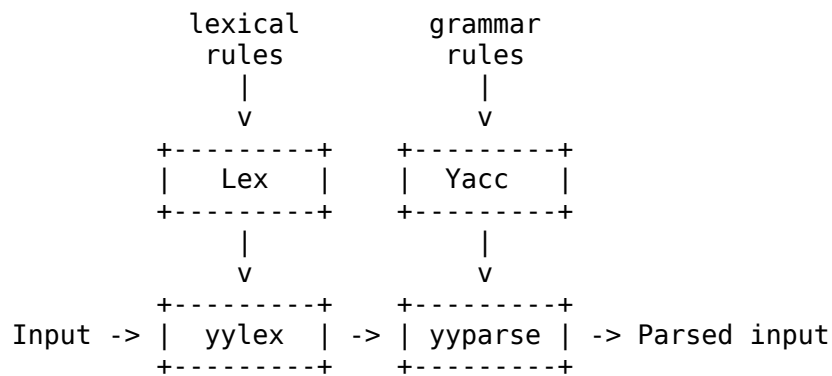 lexical        grammar
           rules          rules
             |              |
             v              v
        +---------+    +---------+
        |   Lex   |    |  Yacc   |
        +---------+    +---------+
             |              |
             v              v
        +---------+    +---------+
Input -> |  yylex  | -> | yyparse | -> Parsed input
        +---------+    +---------+